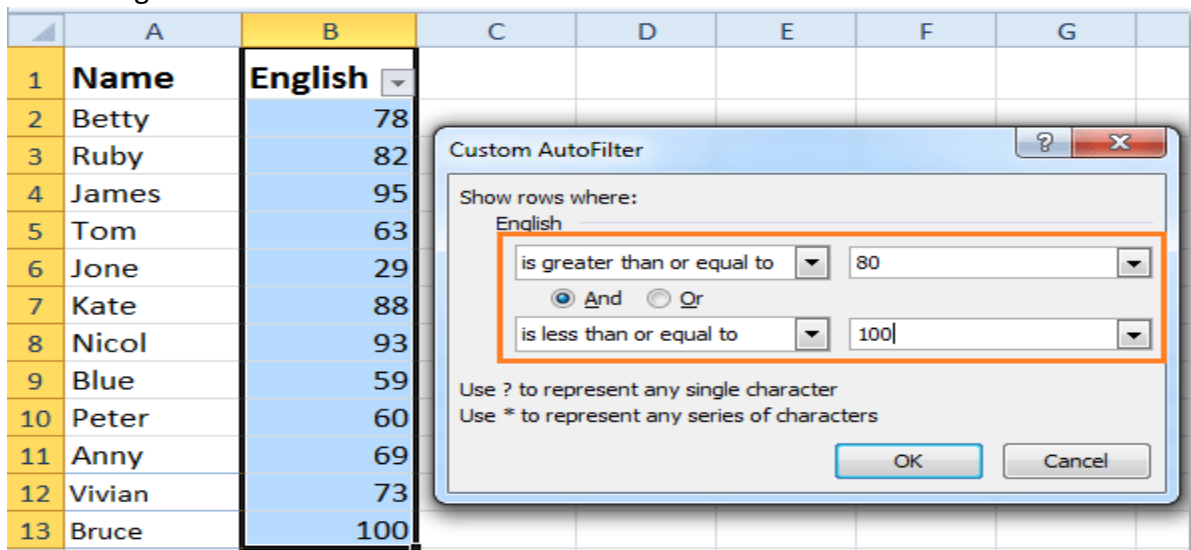 A B C D E F G
1 Name English
2 Betty 78
3 Ruby 82
4 James 95
5 Tom 63
6 Jone 29
7 Kate 88
8 Nicol 93
9 Blue 59
10 Peter 60
11 Anny 69
12 Vivian 73
13 Bruce 100
Custom AutoFilter ?
Show rows where:
English
is greater than or equal to 80
And Or
is less than or equal to 100
Use ? to represent any single character
Use * to represent any series of characters
OK Cancel